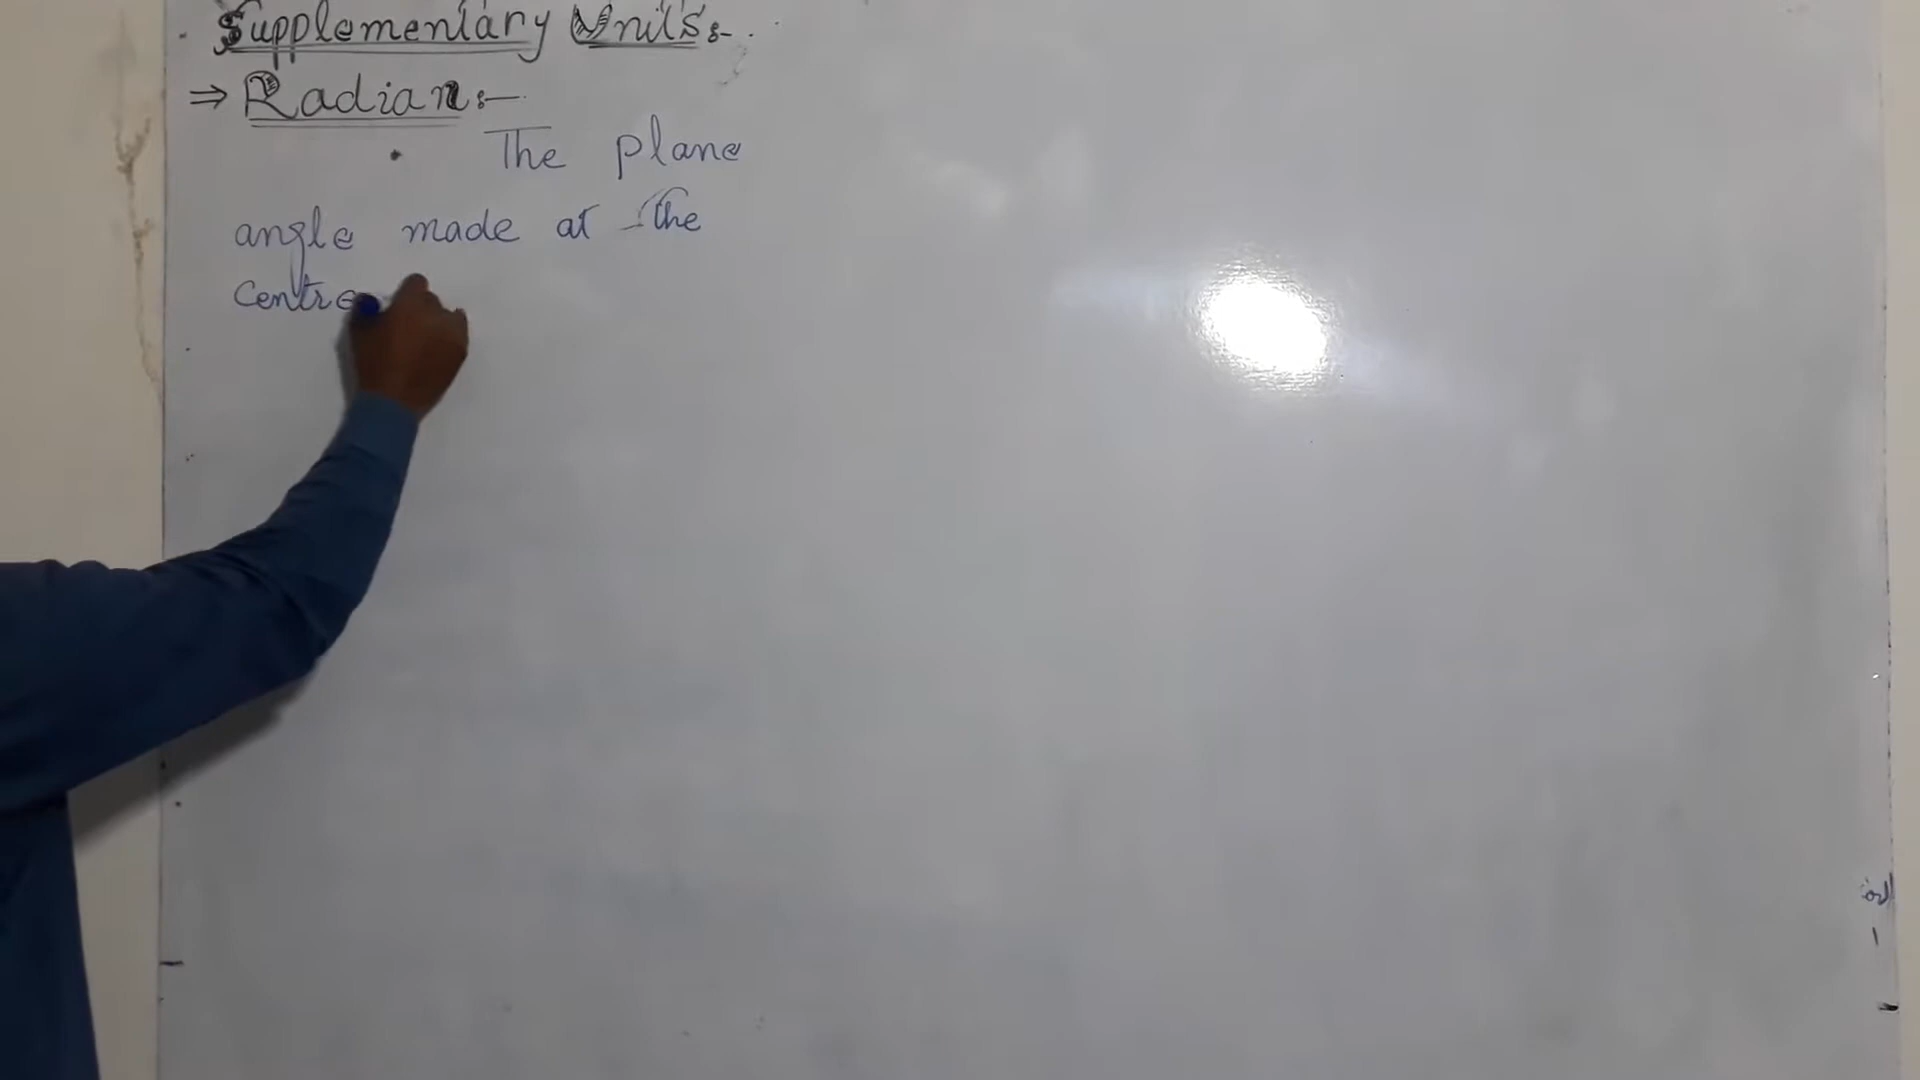 Supplementary Units:-
⇒ Radian:-
The plane
angle made at the
Centre